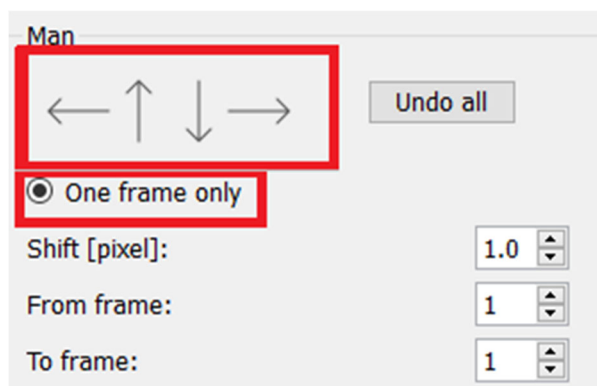 Man
← ↑ ↓ → Undo all
One frame only
Shift [pixel]: 1.0
From frame: 1
To frame: 1